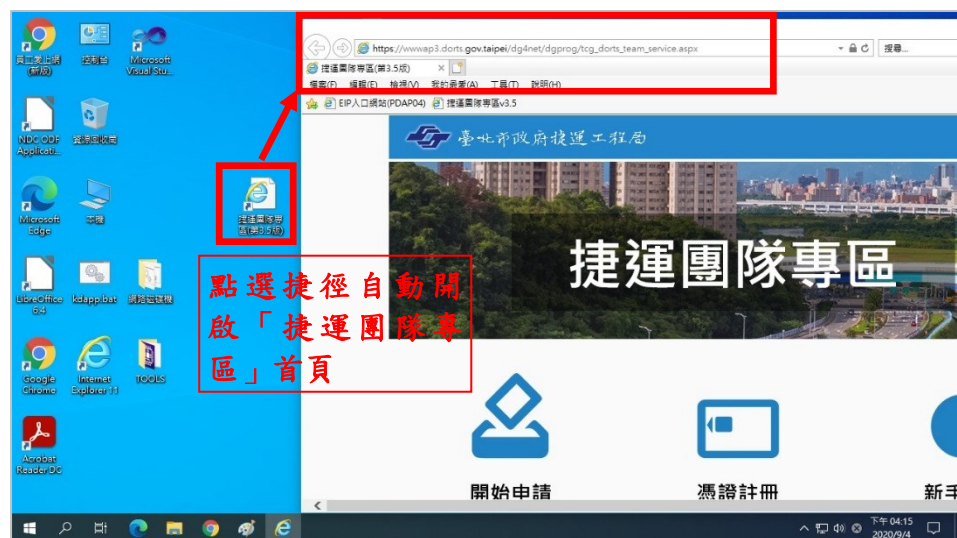 員工愛上網
(新版)
控制台
Microsoft
Visual Stu...
NDC ODF
Applicati...
資源回收筒
Microsoft
Edge
本機
捷運團隊專
區(第3.5版)
LibreOffice
6.4
kdapp.bat
網路磁碟機
Google
Chrome
Internet
Explorer 11
TOOLS
Acrobat
Reader DC
點選捷徑自動開
啟「捷運團隊專
區」首頁
https://wwwap3.dorts.gov.taipei/dg4net/dgprog/tcg_dorts_team_service.aspx
搜尋...
捷運團隊專區(第3.5版)
檔案(F) 編輯(E) 檢視(V) 我的最愛(A) 工具(T) 說明(H)
EIP入口網站(PDAP04) 捷運團隊專區v3.5
臺北市政府捷運工程局
捷運團隊專區
開始申請
憑證註冊
新手
下午 04:15
2020/9/4